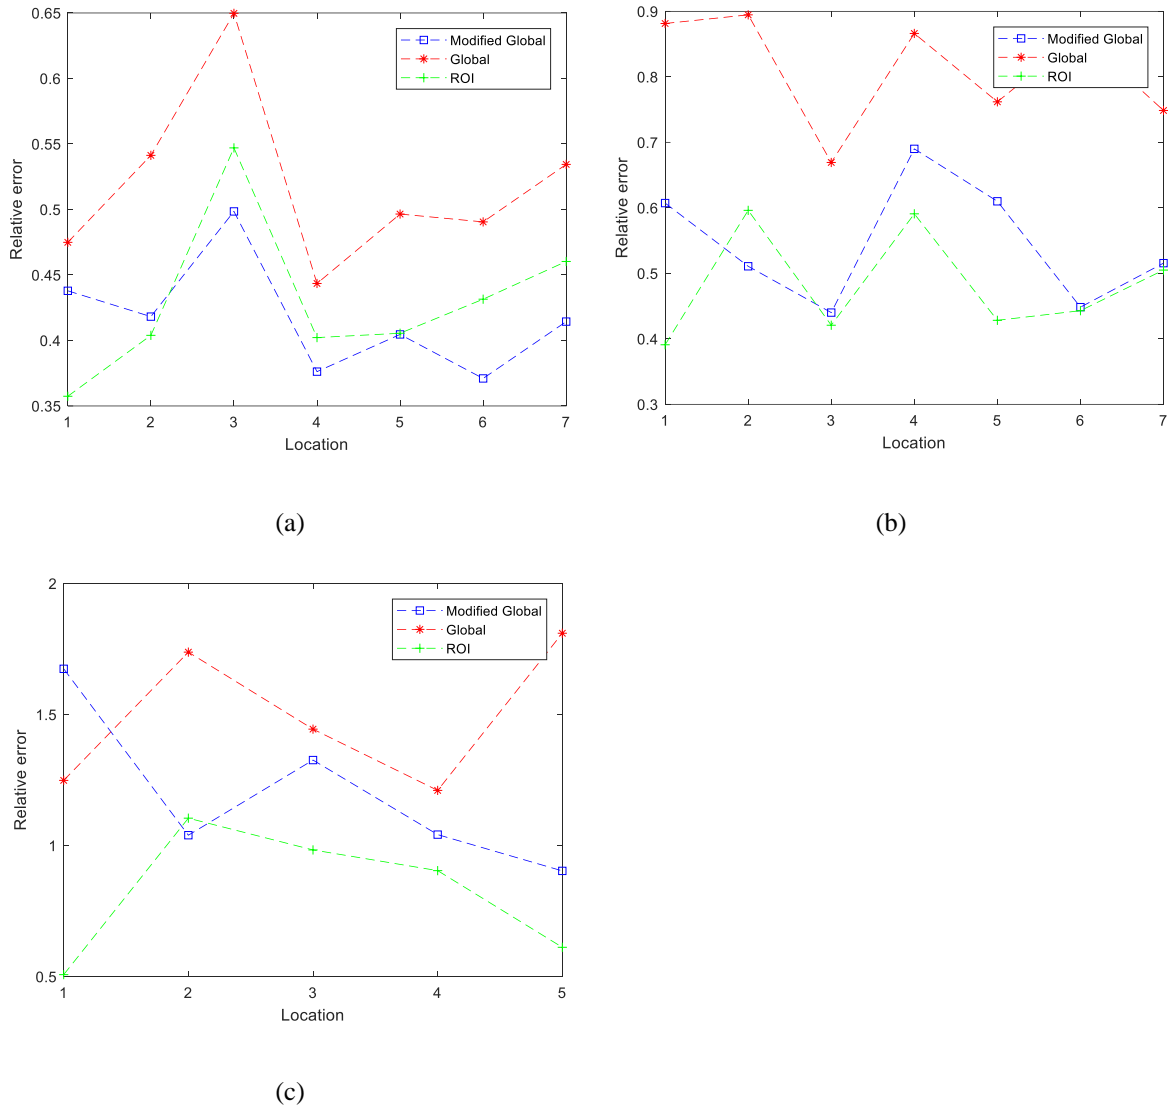 0.65
0.6
0.55
0.5
0.45
0.4
0.35
Relative error
Modified Global
Global
ROI
1 2 3 4 5 6 7
Location
(a)
0.9
0.8
0.7
0.6
0.5
0.4
0.3
Relative error
Modified Global
Global
ROI
1 2 3 4 5 6 7
Location
(b)
2
1.5
1
0.5
Relative error
Modified Global
Global
ROI
1 2 3 4 5
Location
(c)